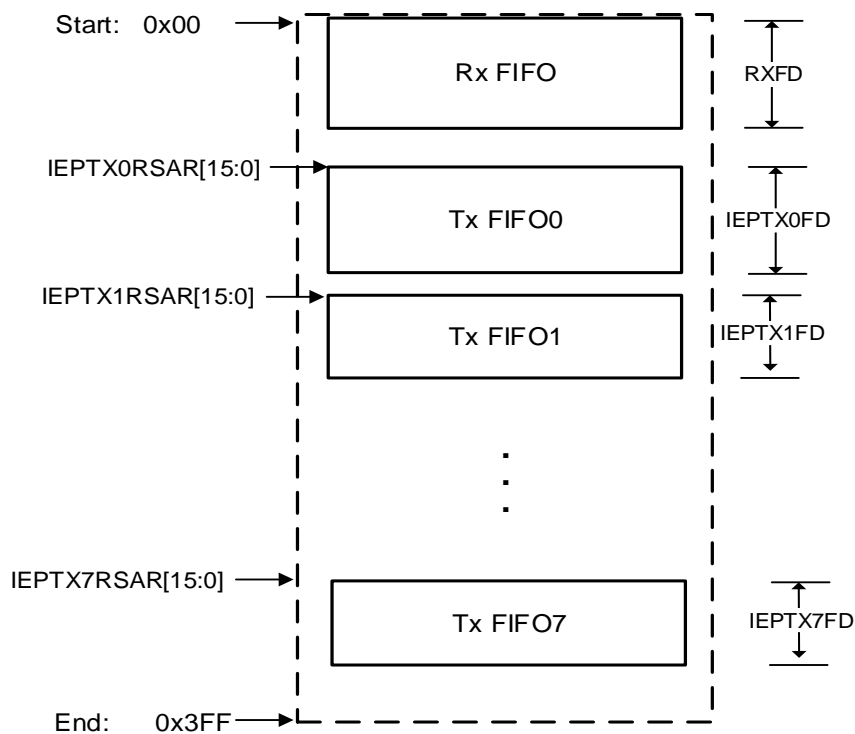 Start: 0x00
Rx FIFO
RXFD
IEPTX0RSAR[15:0]
Tx FIFO0
IEPTX0FD
IEPTX1RSAR[15:0]
Tx FIFO1
IEPTX1FD
IEPTX7RSAR[15:0]
Tx FIFO7
IEPTX7FD
End: 0x3FF